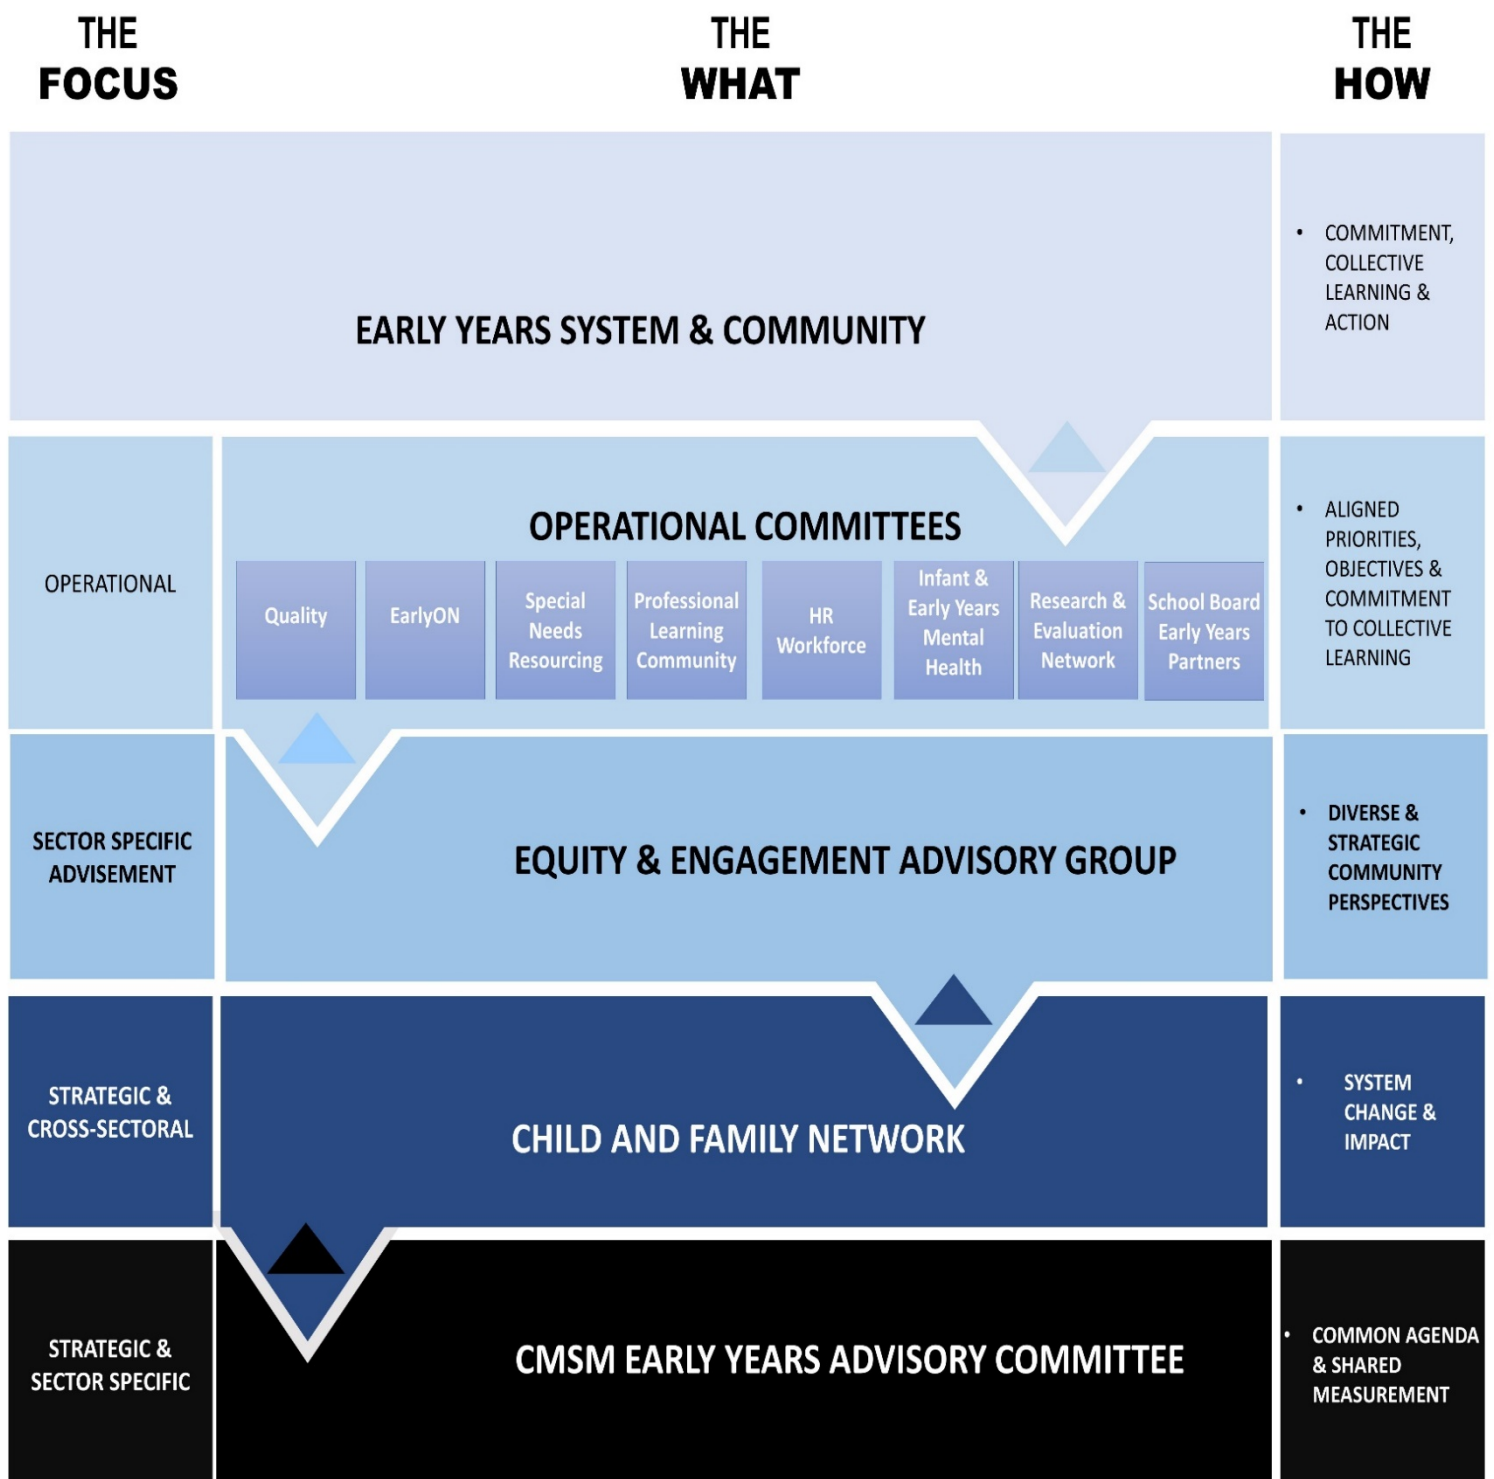 THE
FOCUS
THE
WHAT
THE
HOW
EARLY YEARS SYSTEM & COMMUNITY
• COMMITMENT,
COLLECTIVE
LEARNING &
ACTION
OPERATIONAL
OPERATIONAL COMMITTEES
Quality
EarlyON
Special
Needs
Resourcing
Professional
Learning
Community
HR
Workforce
Infant &
Early Years
Mental
Health
Research &
Evaluation
Network
School Board
Early Years
Partners
• ALIGNED
PRIORITIES,
OBJECTIVES &
COMMITMENT
TO COLLECTIVE
LEARNING
SECTOR SPECIFIC
ADVISEMENT
EQUITY & ENGAGEMENT ADVISORY GROUP
• DIVERSE &
STRATEGIC
COMMUNITY
PERSPECTIVES
STRATEGIC &
CROSS-SECTORAL
CHILD AND FAMILY NETWORK
• SYSTEM
CHANGE &
IMPACT
STRATEGIC &
SECTOR SPECIFIC
CMSM EARLY YEARS ADVISORY COMMITTEE
• COMMON AGENDA
& SHARED
MEASUREMENT